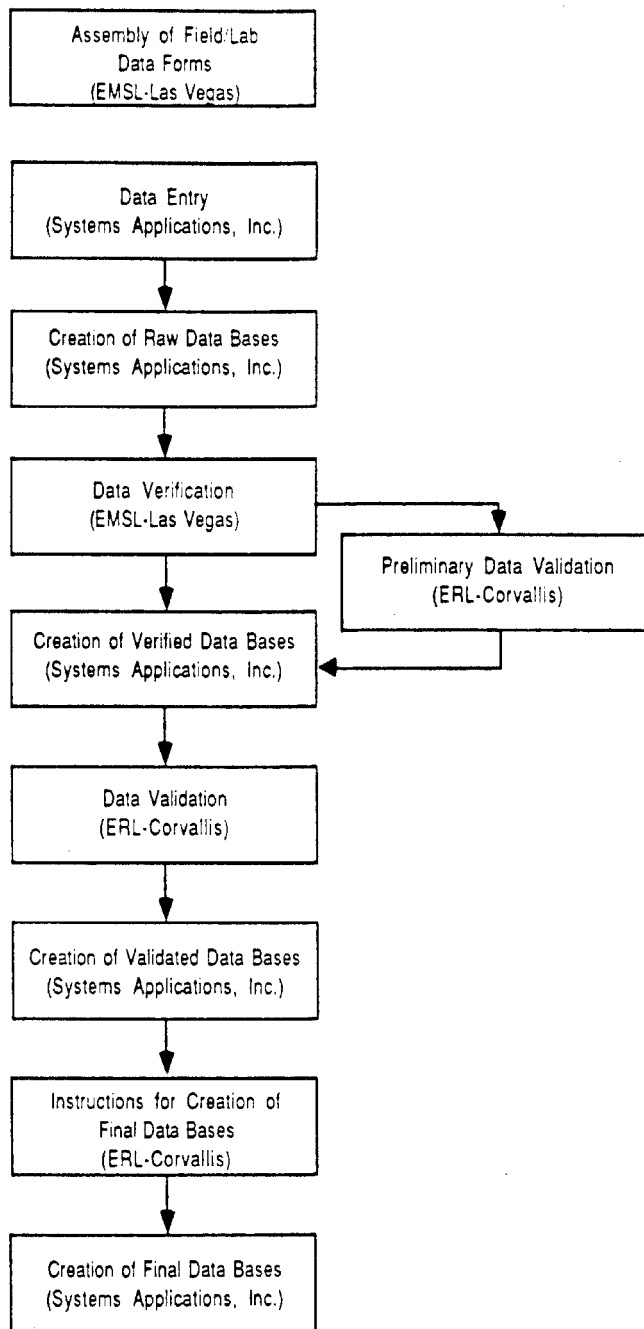 Assembly of Field/Lab
Data Forms
(EMSL-Las Vegas)
Data Entry
(Systems Applications, Inc.)
Creation of Raw Data Bases
(Systems Applications, Inc.)
Data Verification
(EMSL-Las Vegas)
Preliminary Data Validation
(ERL-Corvallis)
Creation of Verified Data Bases
(Systems Applications, Inc.)
Data Validation
(ERL-Corvallis)
Creation of Validated Data Bases
(Systems Applications, Inc.)
Instructions for Creation of
Final Data Bases
(ERL-Corvallis)
Creation of Final Data Bases
(Systems Applications, Inc.)